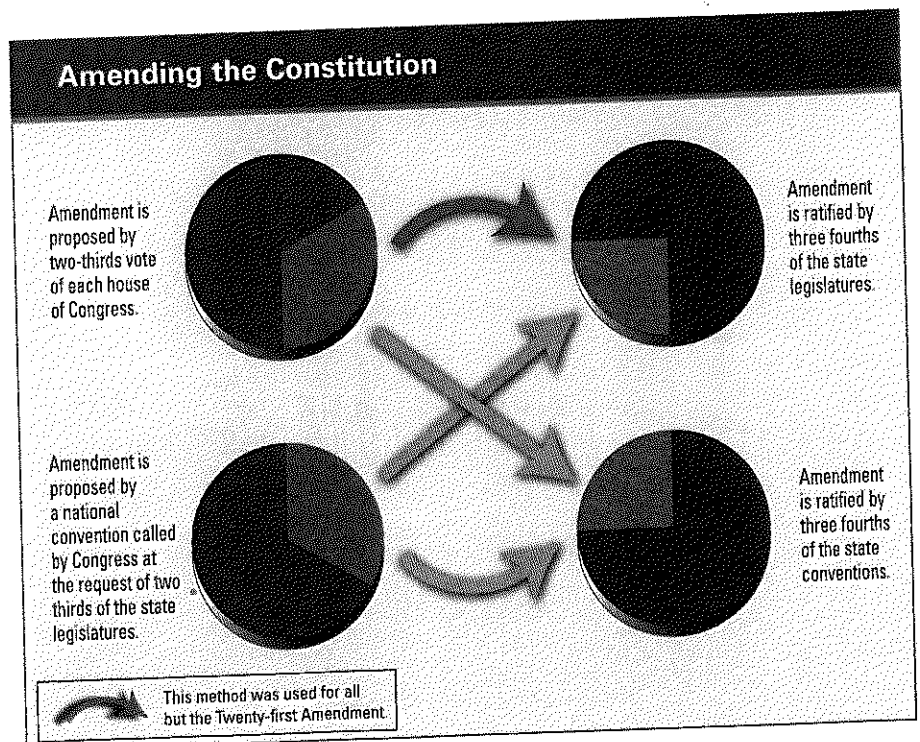 Amending the Constitution
Amendment is
proposed by
two-thirds vote
of each house
of Congress.
Amendment
is ratified by
three fourths
of the state
legislatures.
Amendment is
proposed by
a national
convention called
by Congress at
the request of two
thirds of the state
legislatures.
Amendment
is ratified by
three fourths
of the state
conventions.
This method was used for all
but the Twenty-first Amendment